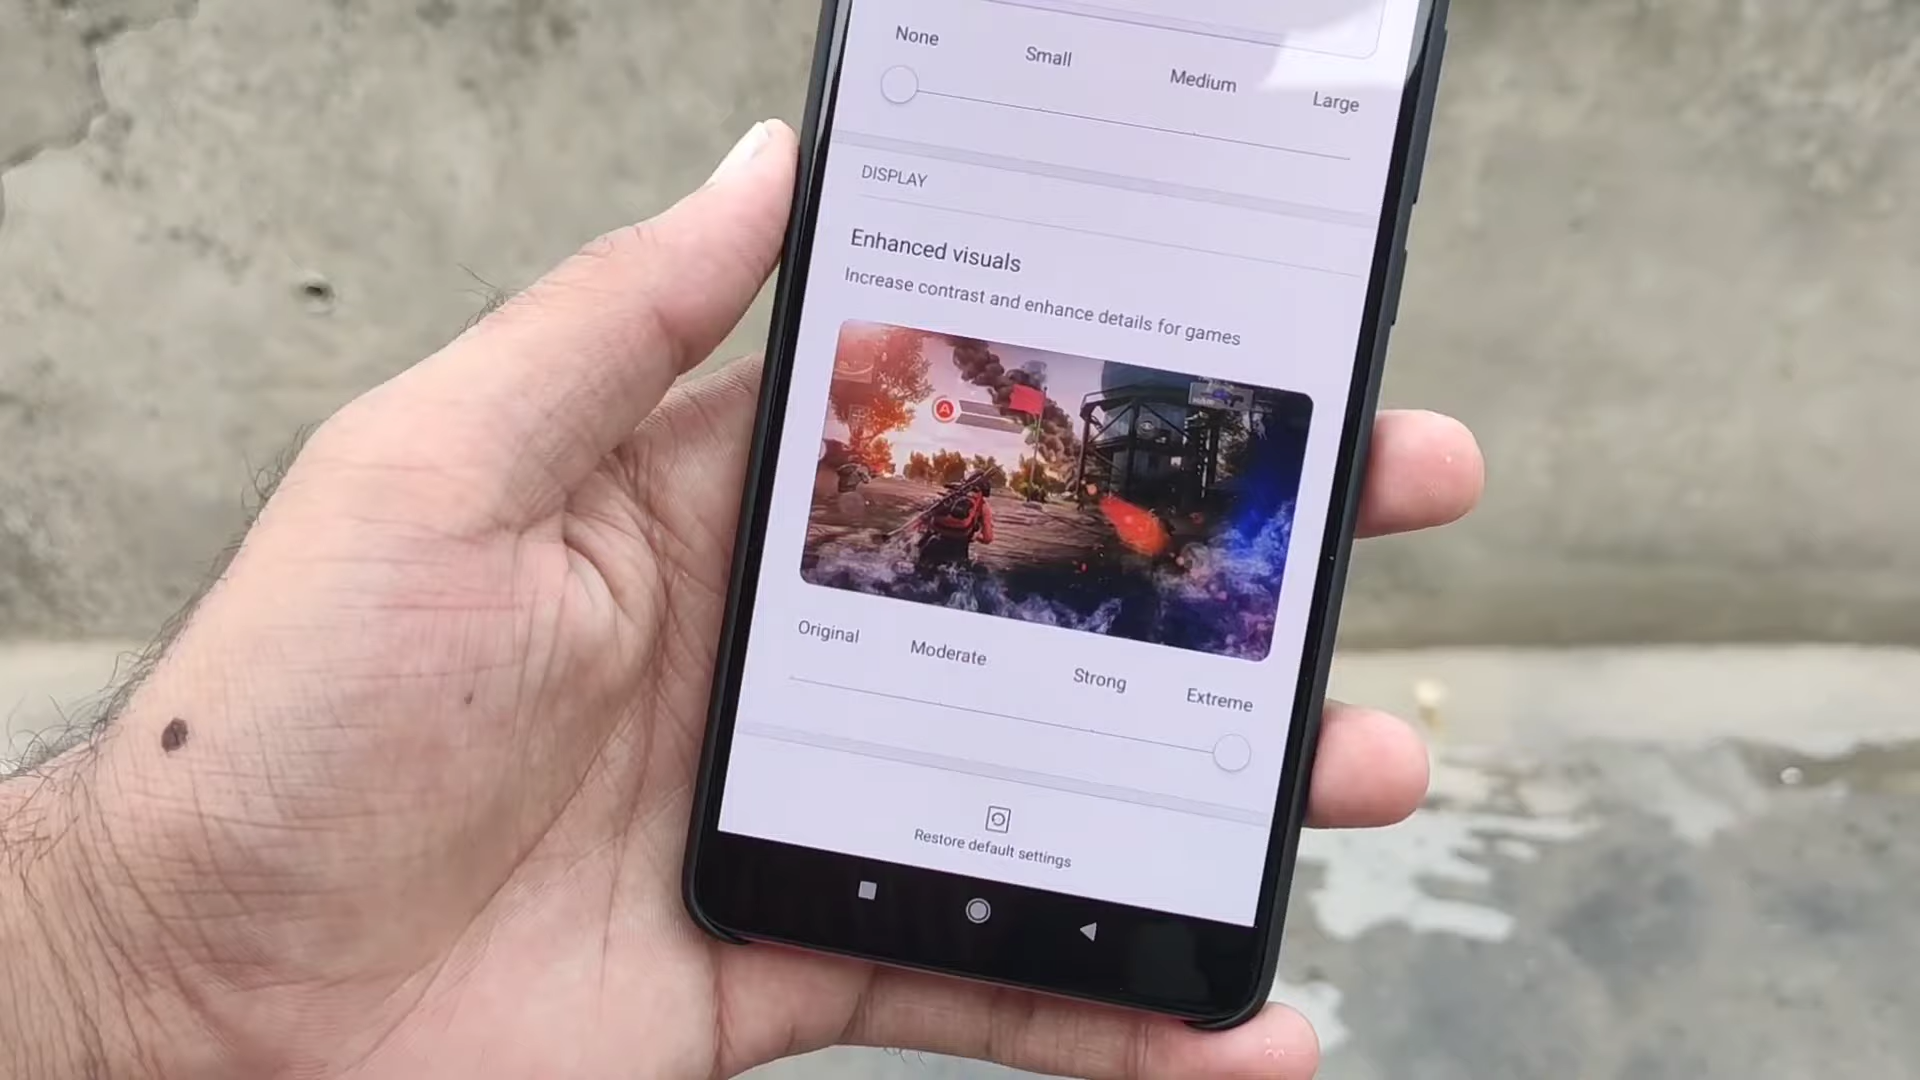 None Small Medium Large
DISPLAY
Enhanced visuals
Increase contrast and enhance details for games
A
Original Moderate Strong Extreme
Restore default settings